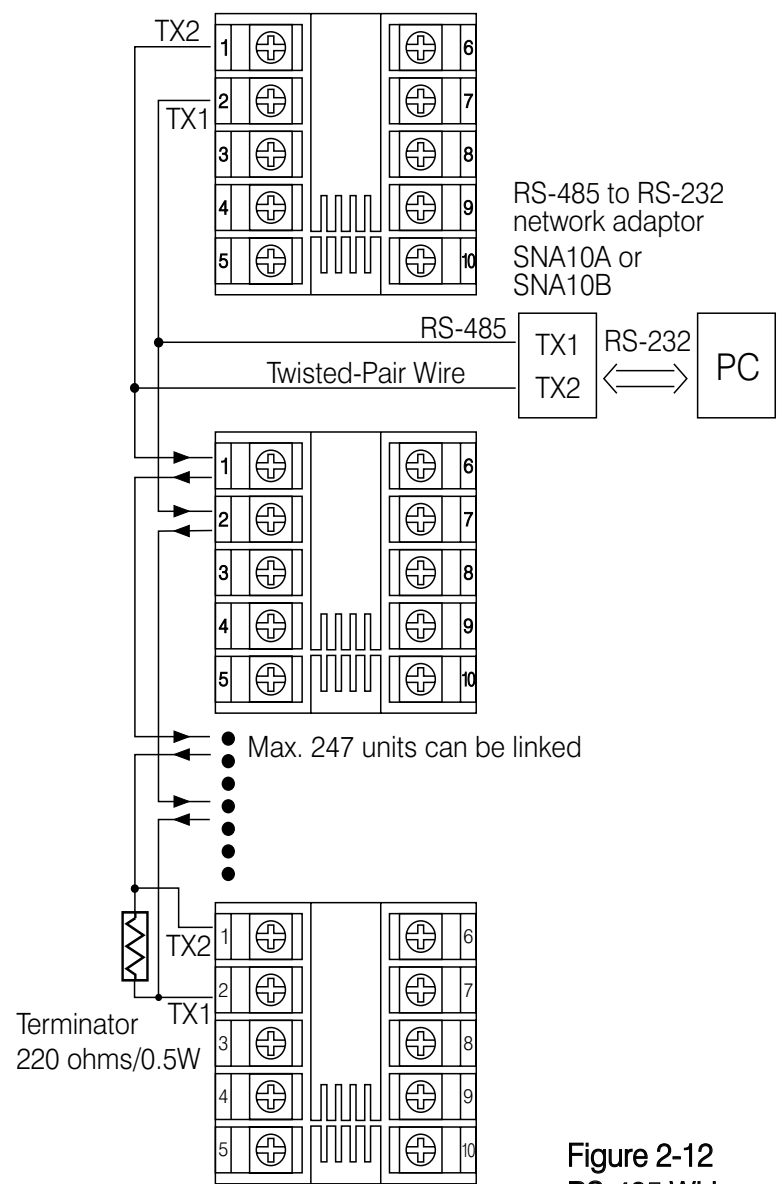 TX2
1 6
2 7
TX1
3 8
4 9
5 10
RS-485 to RS-232
network adaptor
SNA10A or
SNA10B
RS-485
TX1
RS-232
PC
Twisted-Pair Wire
TX2
1 6
2 7
3 8
4 9
5 10
Max. 247 units can be linked
1 6
TX2
2 7
TX1
Terminator
3 8
220 ohms/0.5W
4 9
5 10
Figure 2-12
RS-485